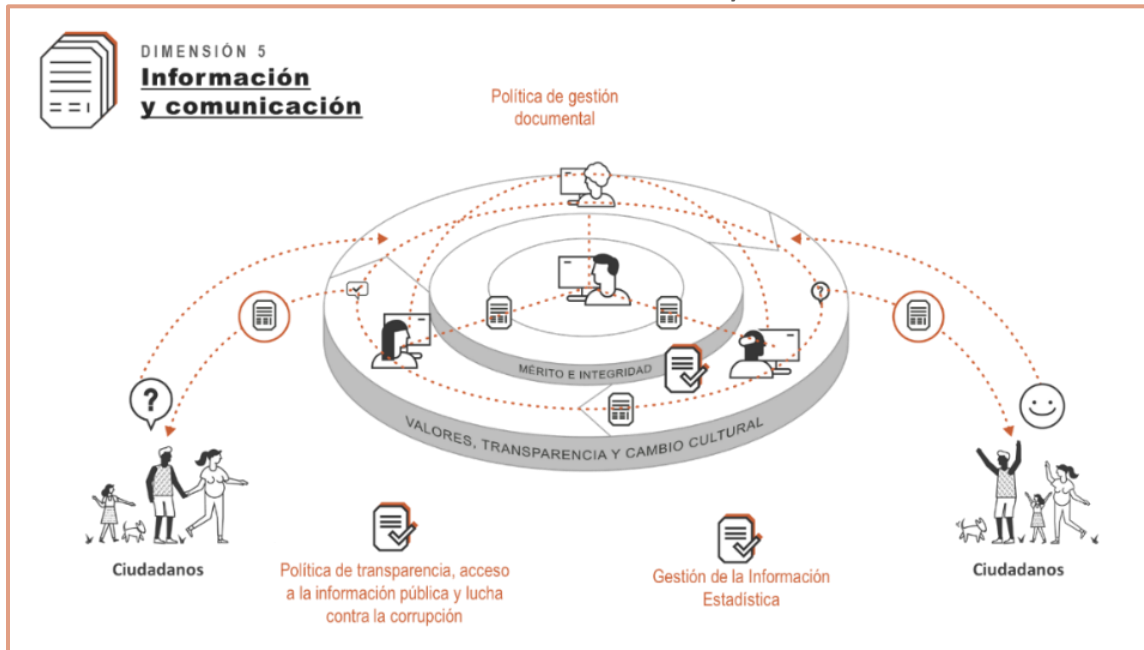 DIMENSIÓN 5
Información
y comunicación
Política de gestión
documental
?
MÉRITO E INTEGRIDAD
VALORES, TRANSPARENCIA Y CAMBIO CULTURAL
?
Ciudadanos
Política de transparencia, acceso
a la información pública y lucha
contra la corrupción
Gestión de la Información
Estadística
Ciudadanos